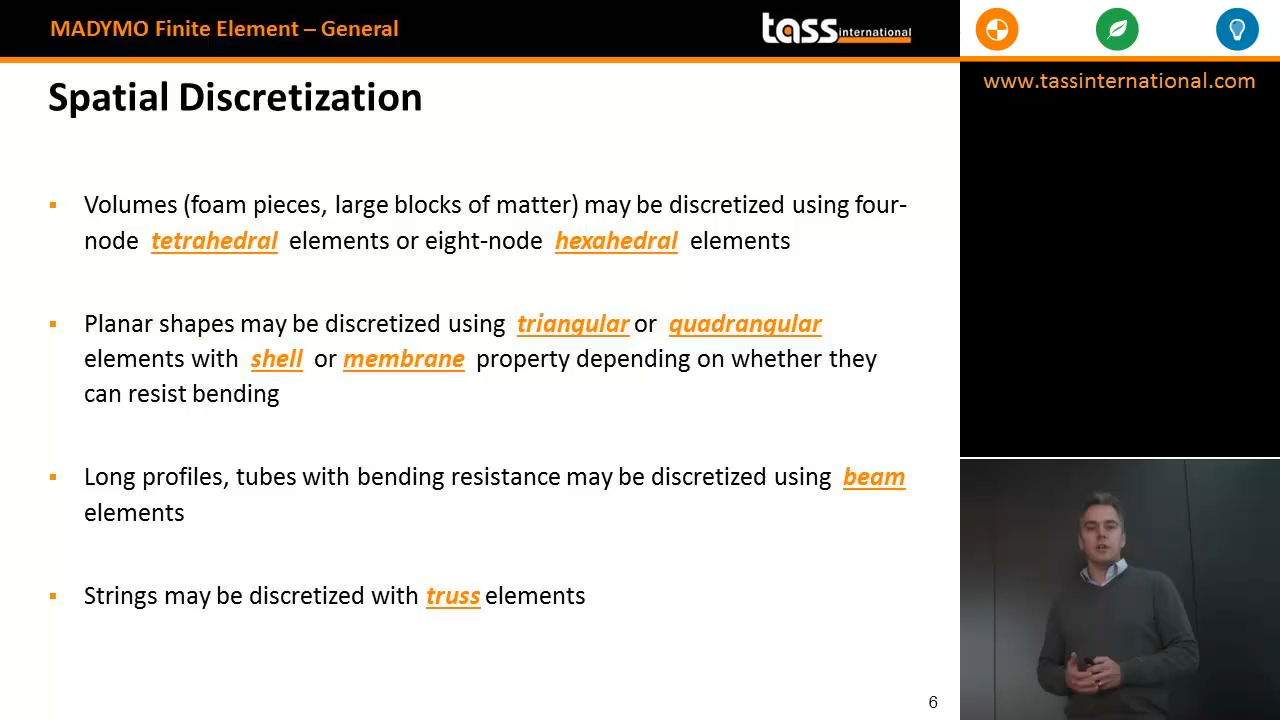 MADYMO Finite Element – General
tass international
www.tassinternational.com
Spatial Discretization
▪ Volumes (foam pieces, large blocks of matter) may be discretized using four-
node tetrahedral elements or eight-node hexahedral elements
▪ Planar shapes may be discretized using triangular or quadrangular
elements with shell or membrane property depending on whether they
can resist bending
▪ Long profiles, tubes with bending resistance may be discretized using beam
elements
▪ Strings may be discretized with truss elements
6